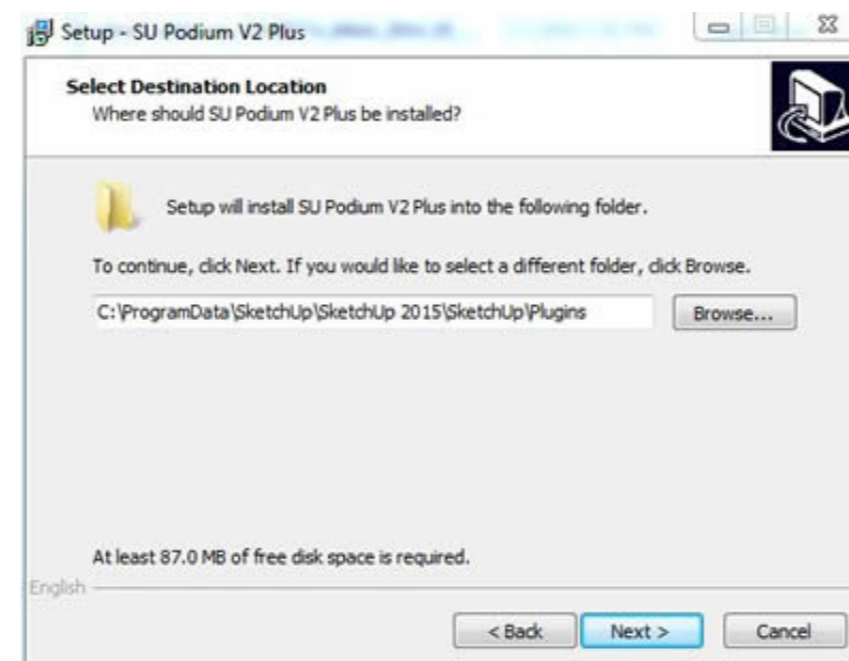 Setup - SU Podium V2 Plus
Select Destination Location
Where should SU Podium V2 Plus be installed?
Setup will install SU Podium V2 Plus into the following folder.
To continue, click Next. If you would like to select a different folder, click Browse.
C:\ProgramData\SketchUp\SketchUp 2015\SketchUp\Plugins
Browse...
At least 87.0 MB of free disk space is required.
English
< Back Next > Cancel